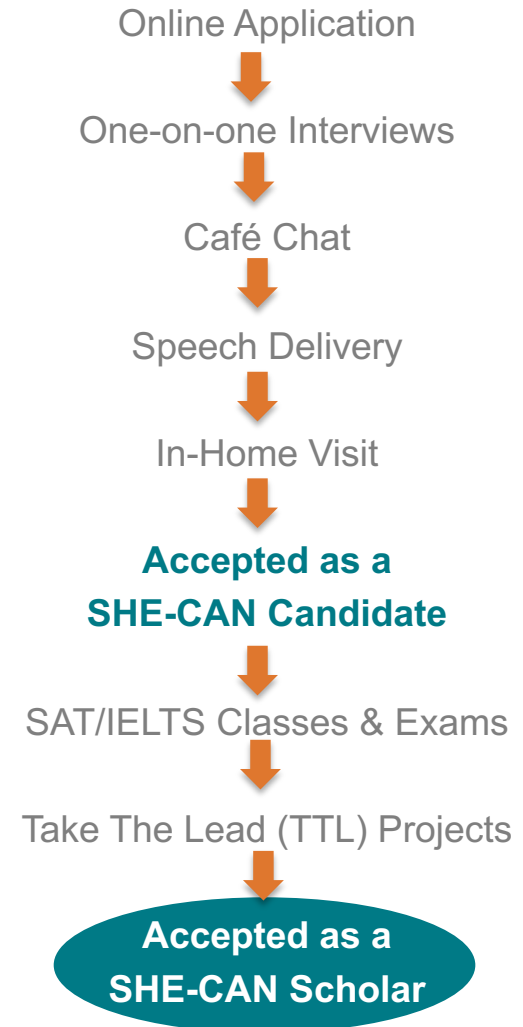 Online Application
One-on-one Interviews
Café Chat
Speech Delivery
In-Home Visit
Accepted as a
SHE-CAN Candidate
SAT/IELTS Classes & Exams
Take The Lead (TTL) Projects
Accepted as a
SHE-CAN Scholar